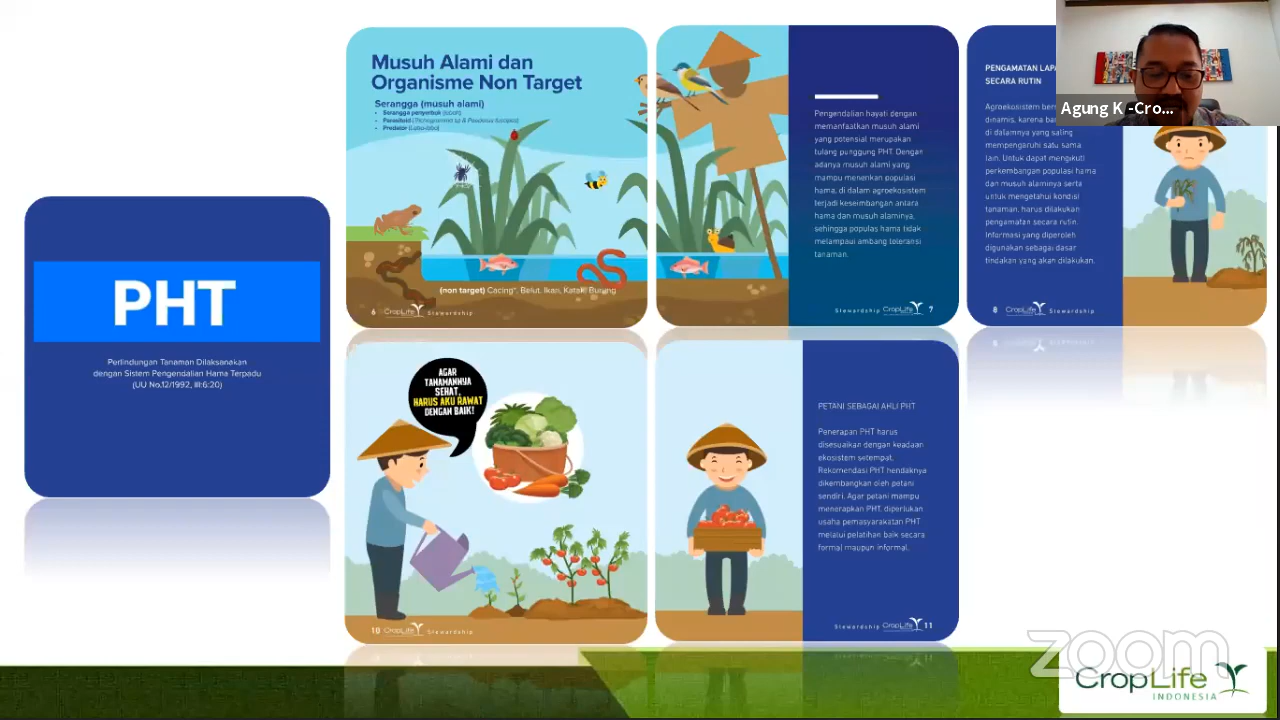 PHT
Perlindungan Tanaman Dilaksanakan
dengan Sistem Pengendalian Hama Terpadu
(UU No.12/1992, III:6:20)
Musuh Alami dan
Organisme Non Target
Serangga (musuh alami)
• Serangga penyerbuk
• Parasitoid
• Predator
(non target) Cacing*, Belut, Ikan, Katak, Burung
6 CropLife Stewardship
Pengendalian hayati dengan
memanfaatkan musuh alami
yang potensial merupakan
tulang punggung PHT. Dengan
adanya musuh alami yang
mampu menekan populasi
hama, di dalam agroekosistem
terjadi keseimbangan antara
hama dan musuh alaminya,
sehingga populasi hama tidak
melampaui ambang toleransi
tanaman.
Stewardship CropLife 7
PENGAMATAN
SECARA RUTIN
Agroekosistem
dinamis, karena
di dalamnya yang saling
mempengaruhi satu sama
lain. Untuk dapat mengikuti
perkembangan populasi hama
dan musuh alaminya serta
untuk mengetahui kondisi
tanaman, harus dilakukan
pengamatan secara rutin.
Informasi yang diperoleh
digunakan sebagai dasar
tindakan yang akan dilakukan.
8 CropLife Stewardship
Agung K -Cro...
AGAR
TANAMANNYA
SEHAT,
HARUS AKU RAWAT
DENGAN BAIK!
10 CropLife Stewardship
PETANI SEBAGAI AHLI PHT
Penerapan PHT harus
disesuaikan dengan keadaan
ekosistem setempat.
Rekomendasi PHT hendaknya
dikembangkan oleh petani
sendiri. Agar petani mampu
menerapkan PHT, diperlukan
usaha pemasyarakatan PHT
melalui pelatihan baik secara
formal maupun informal.
Stewardship CropLife 11
zoom
CropLife
INDONESIA